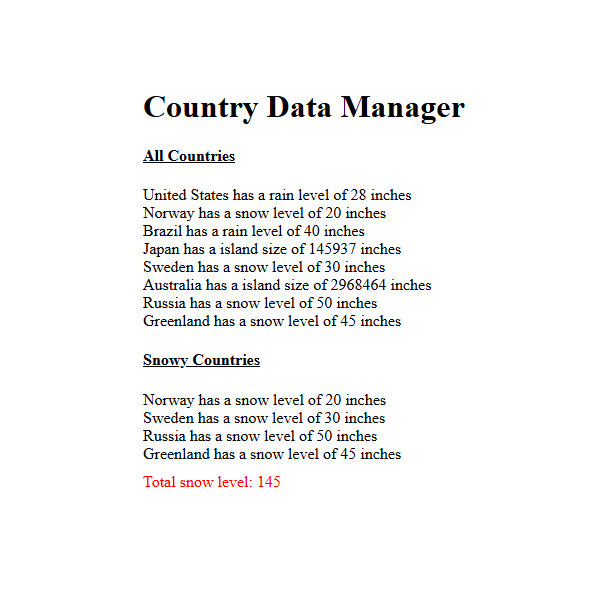 Country Data Manager
All Countries
United States has a rain level of 28 inches
Norway has a snow level of 20 inches
Brazil has a rain level of 40 inches
Japan has a island size of 145937 inches
Sweden has a snow level of 30 inches
Australia has a island size of 2968464 inches
Russia has a snow level of 50 inches
Greenland has a snow level of 45 inches
Snowy Countries
Norway has a snow level of 20 inches
Sweden has a snow level of 30 inches
Russia has a snow level of 50 inches
Greenland has a snow level of 45 inches
Total snow level: 145